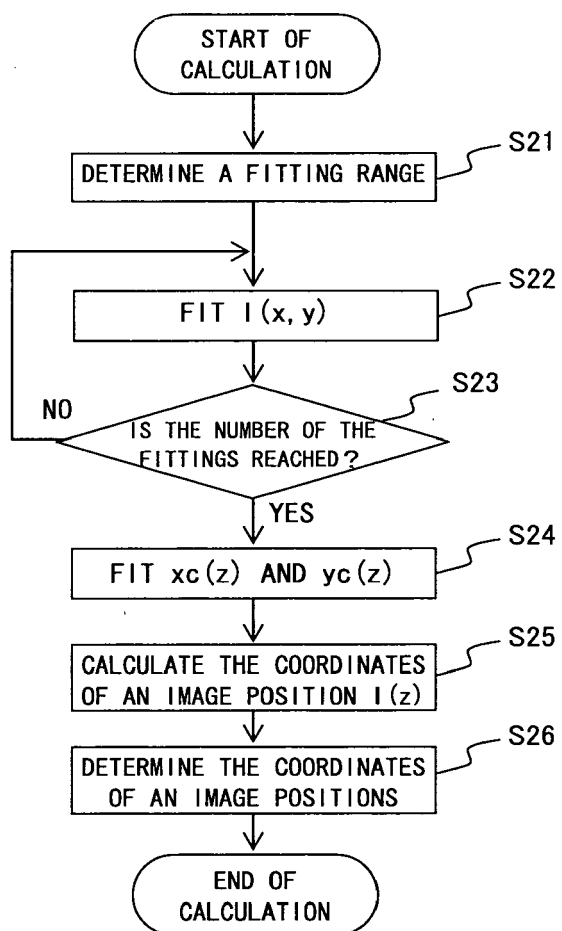 START OF
CALCULATION
S21
DETERMINE A FITTING RANGE
S22
FIT I(x,y)
S23
NO
IS THE NUMBER OF THE
FITTINGS REACHED?
YES
S24
FIT xc(z) AND yc(z)
S25
CALCULATE THE COORDINATES
OF AN IMAGE POSITION I(z)
S26
DETERMINE THE COORDINATES
OF AN IMAGE POSITIONS
END OF
CALCULATION